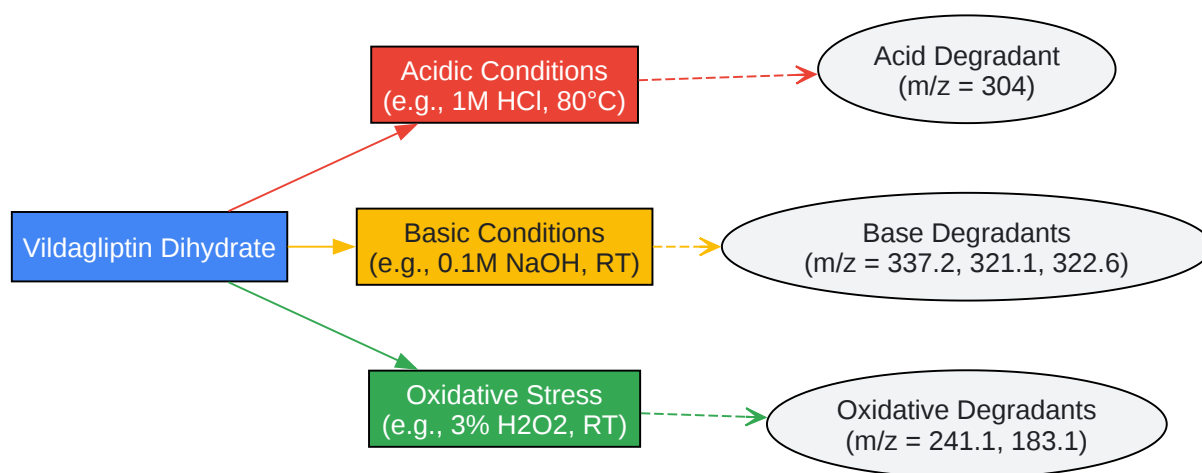 Vildagliptin Dihydrate
Acidic Conditions
(e.g., 1M HCl, 80°C)
Acid Degradant
(m/z = 304)
Basic Conditions
(e.g., 0.1M NaOH, RT)
Base Degradants
(m/z = 337.2, 321.1, 322.6)
Oxidative Stress
(e.g., 3% H2O2, RT)
Oxidative Degradants
(m/z = 241.1, 183.1)